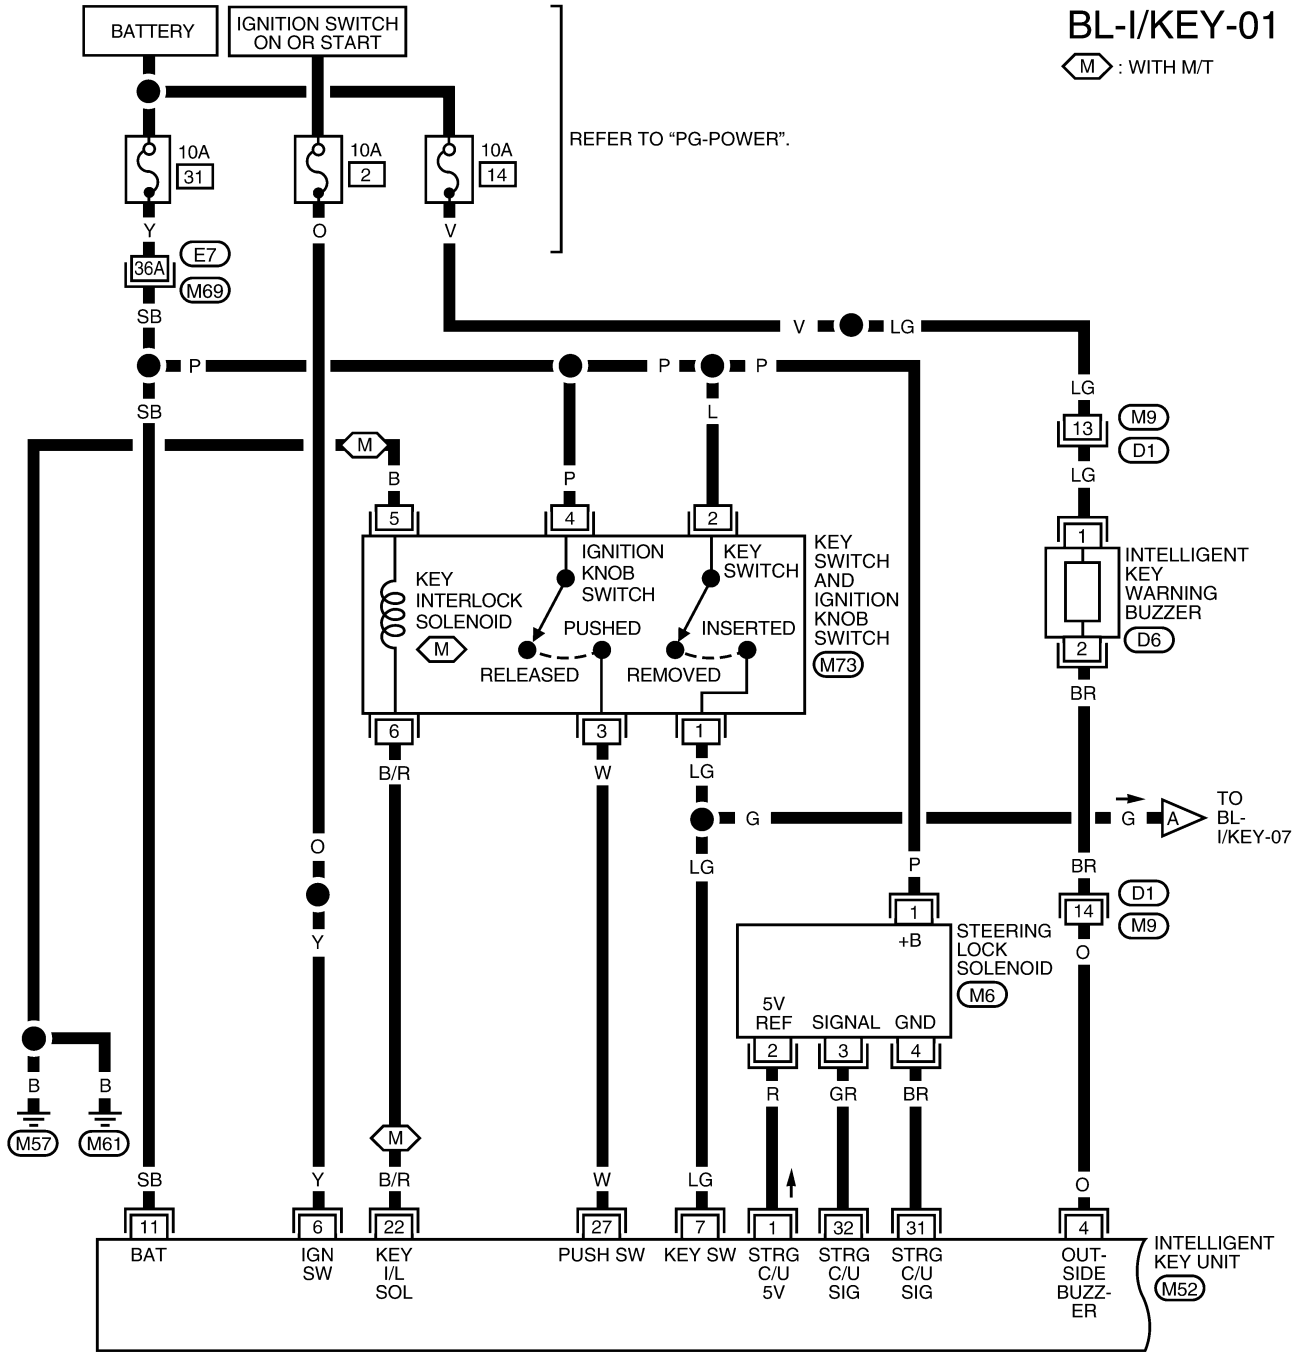 BL-I/KEY-01
M : WITH M/T
BATTERY
IGNITION SWITCH
ON OR START
REFER TO “PG-POWER”.
10A
31
10A
2
10A
14
Y
O
V
36A
E7
M69
SB
V
LG
P
P
P
SB
L
LG
13
M9
D1
M
B
P
LG
5
4
2
1
KEY
INTERLOCK
SOLENOID
M
IGNITION
KNOB
SWITCH
PUSHED
RELEASED
KEY
SWITCH
INSERTED
REMOVED
KEY
SWITCH
AND
IGNITION
KNOB
SWITCH
M73
INTELLIGENT
KEY
WARNING
BUZZER
D6
2
6
3
1
BR
B/R
W
LG
G
G
A
TO
BL-
I/KEY-07
O
LG
P
BR
Y
1
14
D1
M9
+B
5V
REF
SIGNAL
GND
STEERING
LOCK
SOLENOID
M6
O
2
3
4
R
GR
BR
B
B
M57
M61
M
SB
Y
B/R
W
LG
O
11
6
22
27
7
1
32
31
4
BAT
IGN
SW
KEY
I/L
SOL
PUSH SW
KEY SW
STRG
C/U
5V
STRG
C/U
SIG
STRG
C/U
SIG
OUT-
SIDE
BUZZ-
ER
INTELLIGENT
KEY UNIT
M52